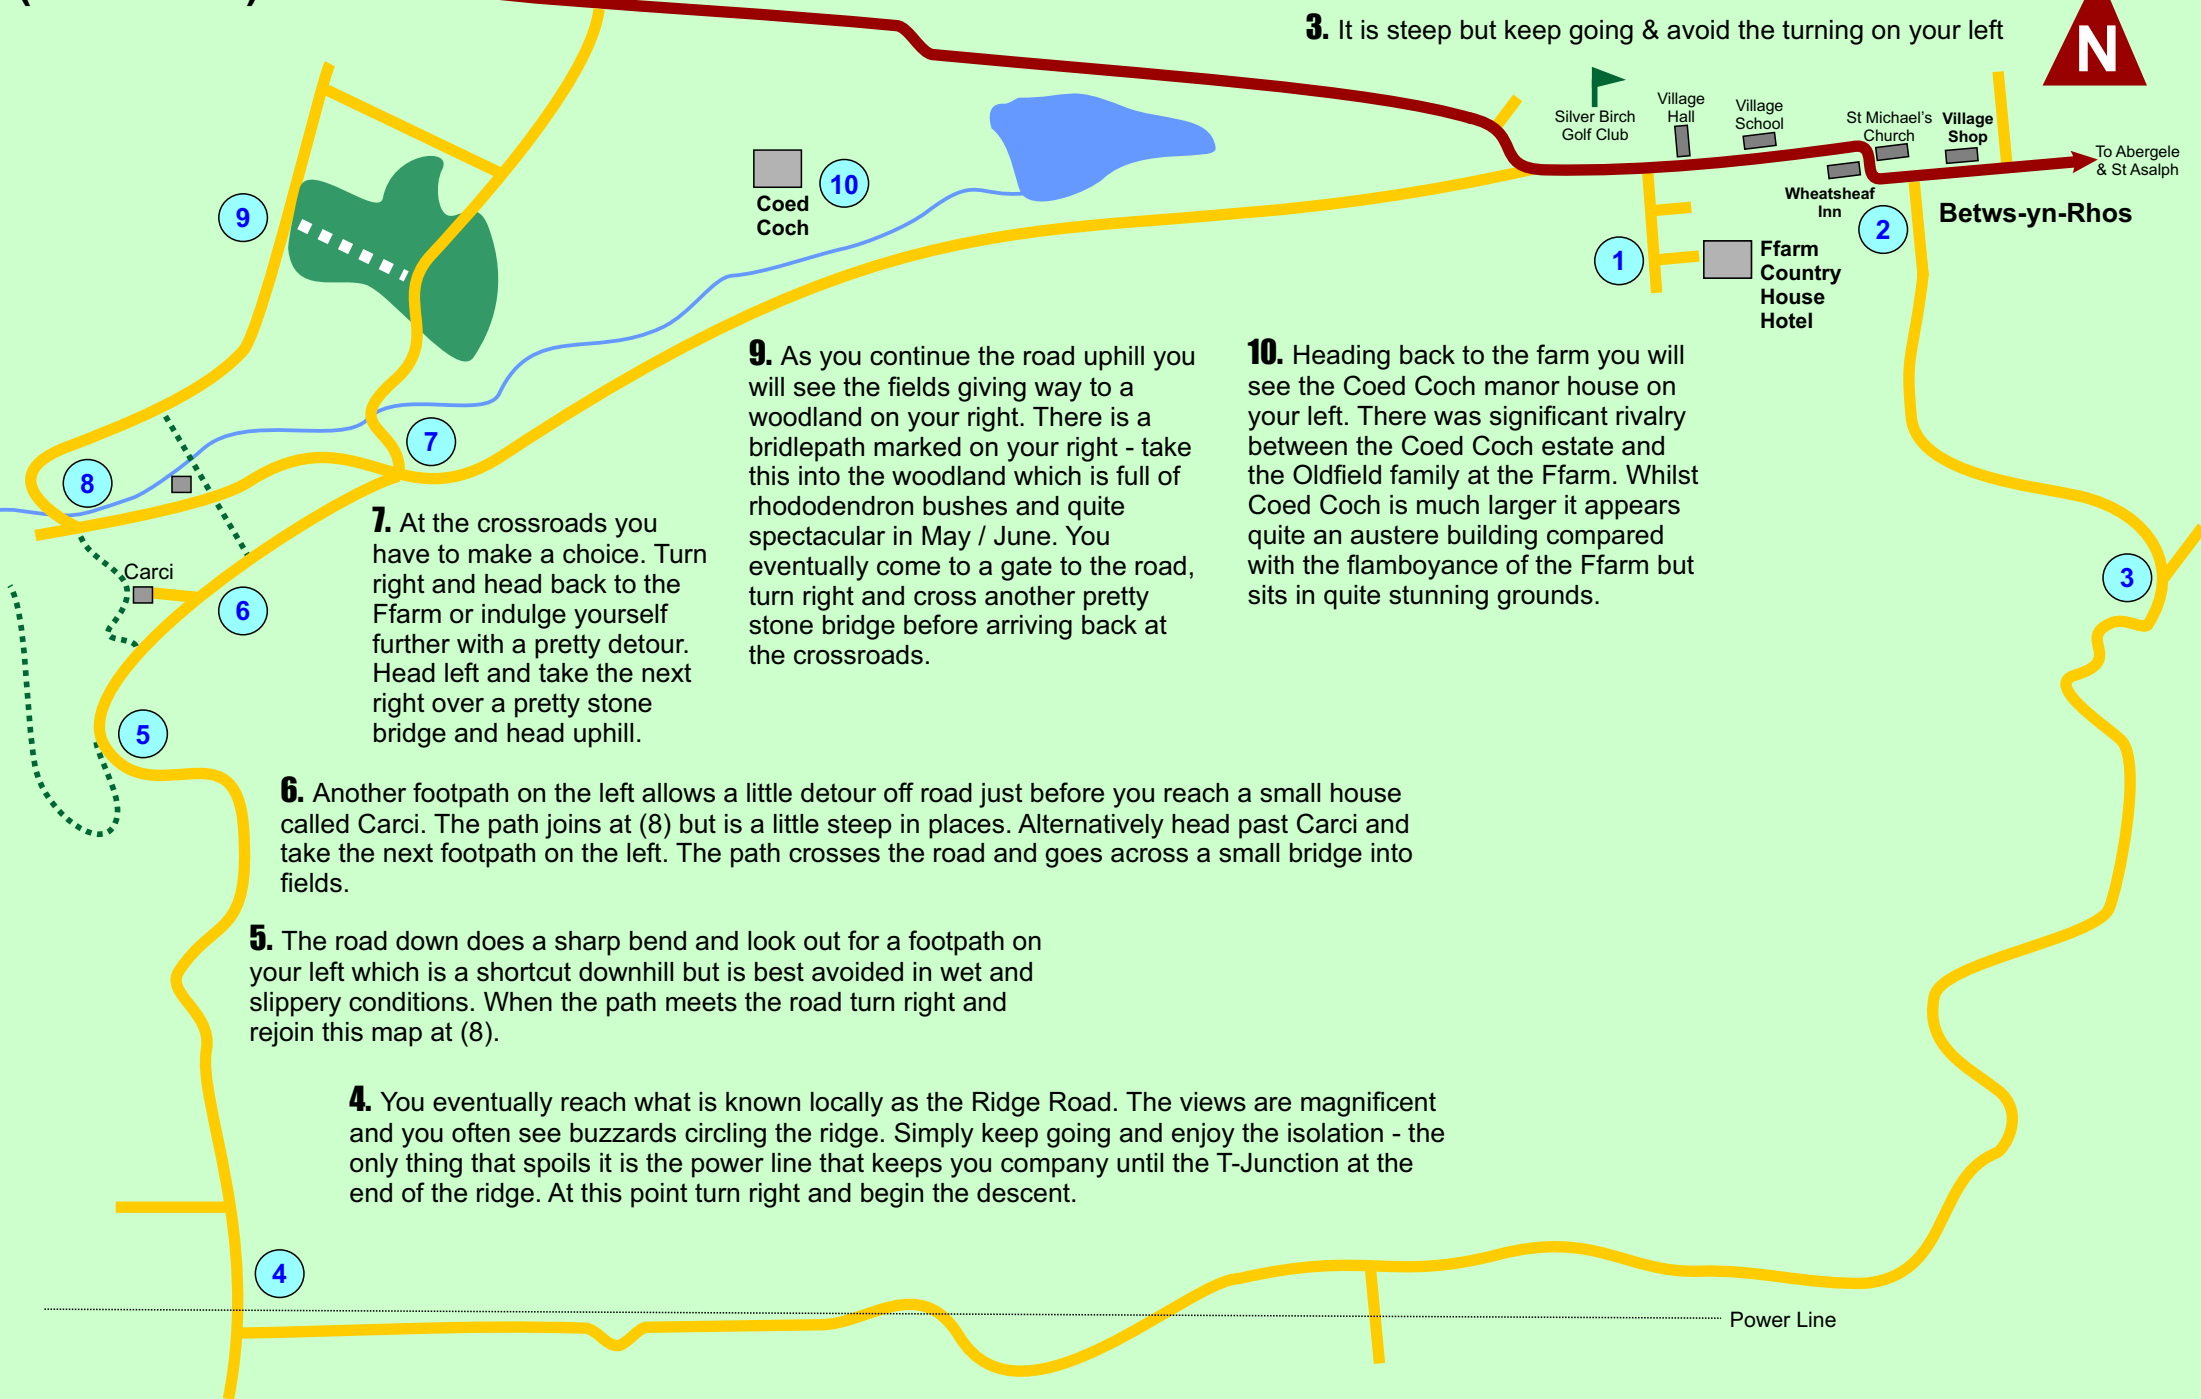 3. It is steep but keep going & avoid the turning on your left
N
Silver Birch
Golf Club
Village
Hall
Village
School
St Michael's
Church
Village
Shop
To Abergele
& St Asalph
Wheatsheaf
Inn
2
Betws-yn-Rhos
1
Ffarm
Country
House
Hotel
9
10
Coed
Coch
7
8
Carci
6
5
3
4
7. At the crossroads you
have to make a choice. Turn
right and head back to the
Ffarm or indulge yourself
further with a pretty detour.
Head left and take the next
right over a pretty stone
bridge and head uphill.
9. As you continue the road uphill you
will see the fields giving way to a
woodland on your right. There is a
bridlepath marked on your right - take
this into the woodland which is full of
rhododendron bushes and quite
spectacular in May / June. You
eventually come to a gate to the road,
turn right and cross another pretty
stone bridge before arriving back at
the crossroads.
10. Heading back to the farm you will
see the Coed Coch manor house on
your left. There was significant rivalry
between the Coed Coch estate and
the Oldfield family at the Ffarm. Whilst
Coed Coch is much larger it appears
quite an austere building compared
with the flamboyance of the Ffarm but
sits in quite stunning grounds.
6. Another footpath on the left allows a little detour off road just before you reach a small house
called Carci. The path joins at (8) but is a little steep in places. Alternatively head past Carci and
take the next footpath on the left. The path crosses the road and goes across a small bridge into
fields.
5. The road down does a sharp bend and look out for a footpath on
your left which is a shortcut downhill but is best avoided in wet and
slippery conditions. When the path meets the road turn right and
rejoin this map at (8).
4. You eventually reach what is known locally as the Ridge Road. The views are magnificent
and you often see buzzards circling the ridge. Simply keep going and enjoy the isolation - the
only thing that spoils it is the power line that keeps you company until the T-Junction at the
end of the ridge. At this point turn right and begin the descent.
Power Line